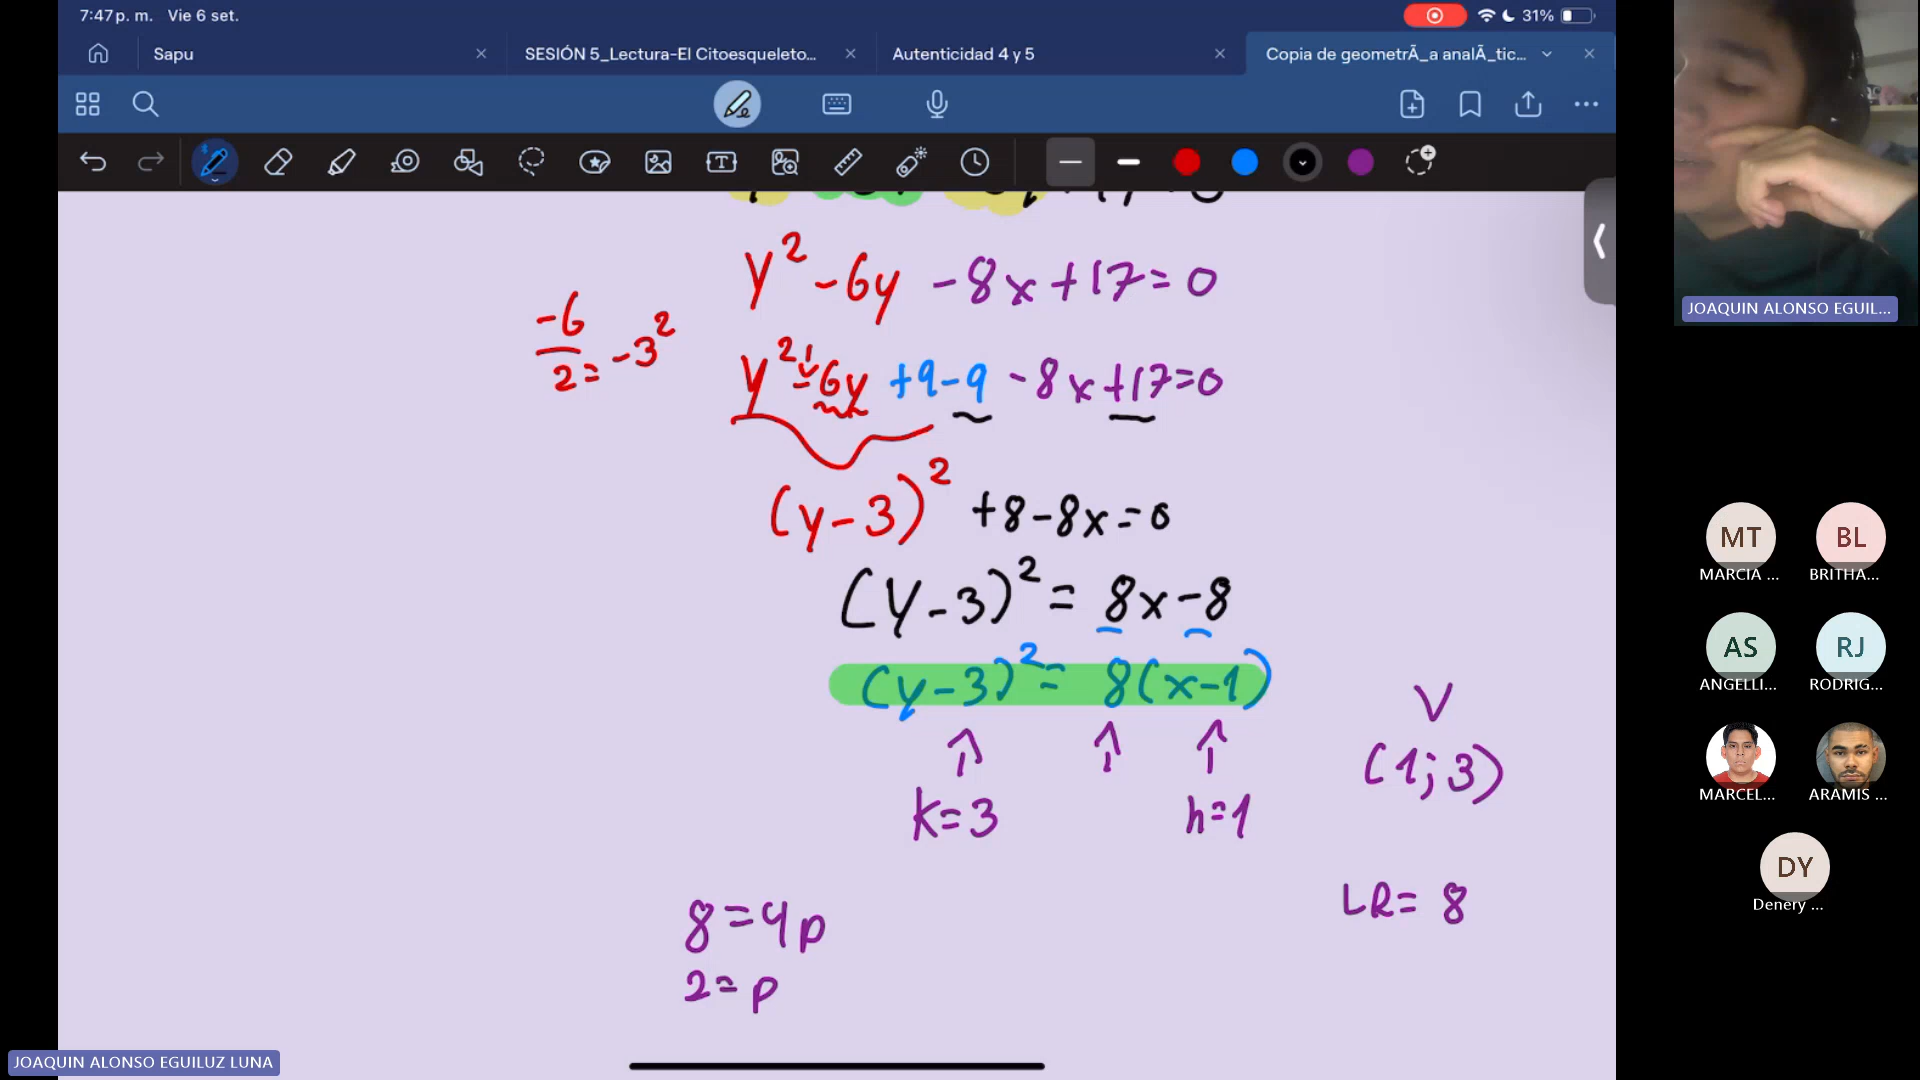 7:47 p. m. Vie 6 set.
31%
Sapu
SESIÓN 5_Lectura-El Citoesqueleto...
Autenticidad 4 y 5
Copia de geometrÃ_a analÃ_tic...
y² -6y -8x+17=0
-6/2 = -3²
y² -6y +9-9 -8x+17=0
(y-3)² +8-8x=0
(y-3)² = 8x-8
(y-3)² = 8(x-1)
k=3
h=1
V
(1;3)
LR= 8
8=4p
2=p
JOAQUIN ALONSO EGUIL...
MT
MARCIA ...
BL
BRITHA...
AS
ANGELLI...
RJ
RODRIG...
MARCEL...
ARAMIS ...
DY
Denery ...
JOAQUIN ALONSO EGUILUZ LUNA